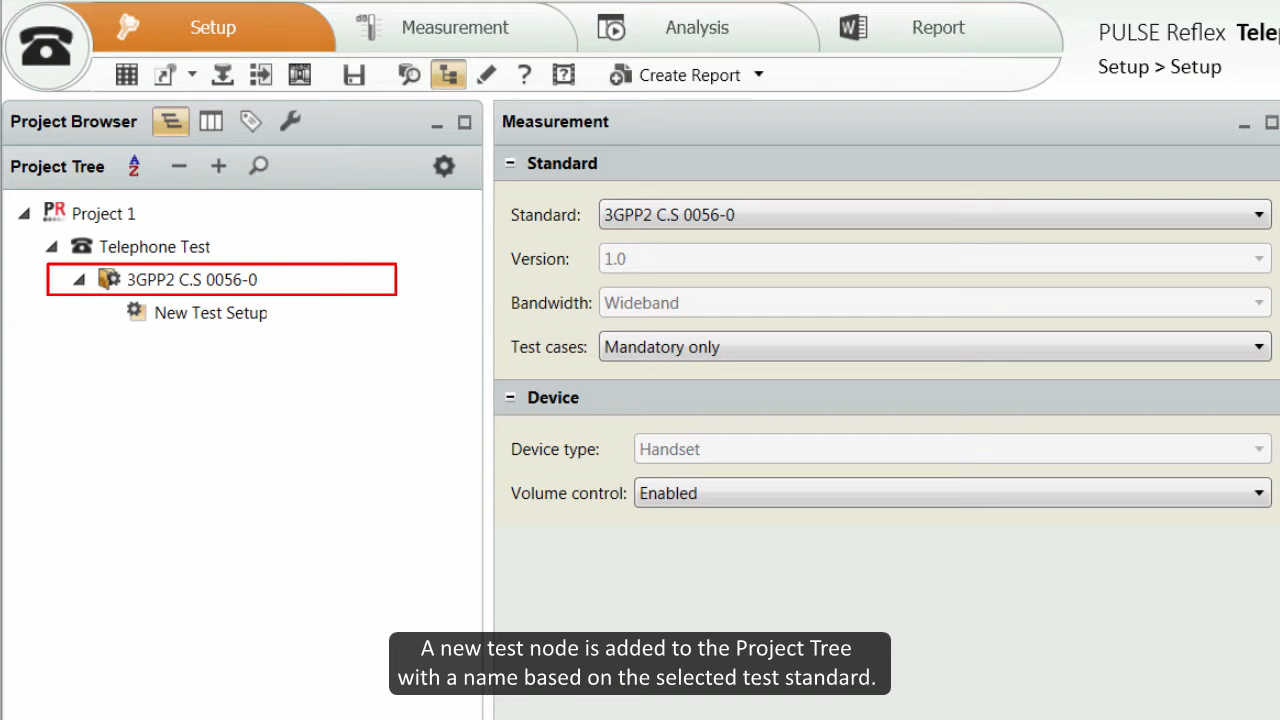 Setup
Measurement
Analysis
Report
PULSE Reflex
Setup > Setup
Create Report
Project Browser
Project Tree
PR Project 1
Telephone Test
3GPP2 C.S 0056-0
New Test Setup
Measurement
Standard
Standard: 3GPP2 C.S 0056-0
Version: 1.0
Bandwidth: Wideband
Test cases: Mandatory only
Device
Device type: Handset
Volume control: Enabled
A new test node is added to the Project Tree
with a name based on the selected test standard.